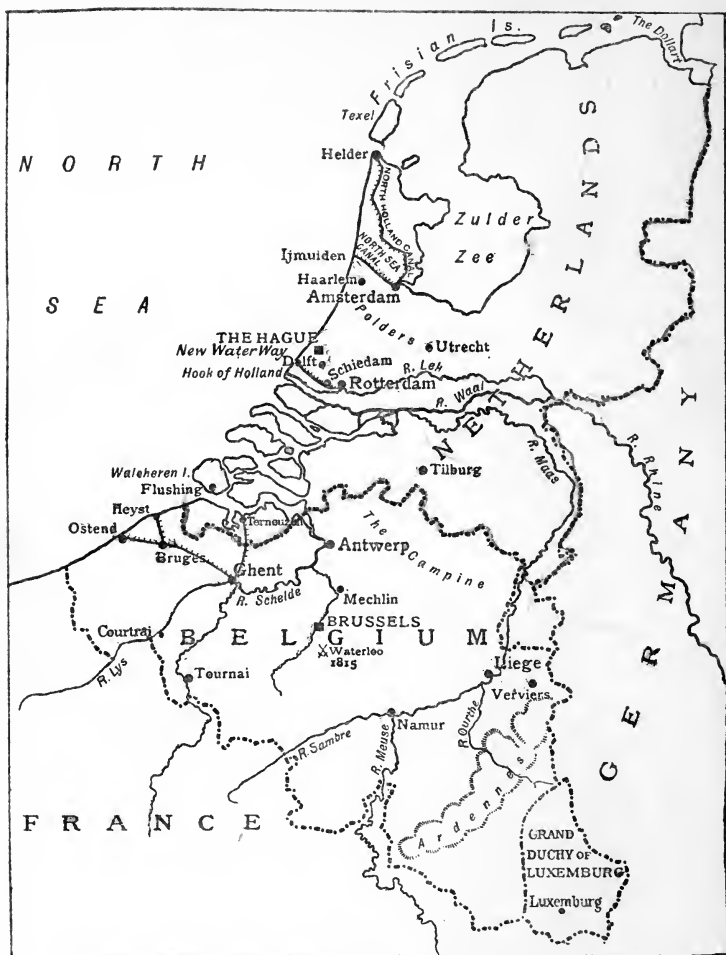 Frisian Is.
The Dollart
Texel
NORTH
SEA
Helder
NORTH HOLLAND CANAL
Zuider
Zee
NORTH SEA
CANAL
Ijmuiden
Haarlem
Amsterdam
Polders
THE HAGUE
New Water Way
Delft
Utrecht
Hook of Holland
Schiedam
Rotterdam
R. Lek
R. Waal
NETHERLANDS
R. Rhine
GERMANY
R. Maas
Tilburg
Walcheren I.
Flushing
Heyst
Ternouzen
Ostend
Bruges
Antwerp
The Campine
Ghent
R. Schelde
Mechlin
Courtrai
BRUSSELS
BELGIUM
Waterloo
1815
R. Lys
Tournai
Liege
Verviers
Namur
R. Ourthe
R. Sambre
R. Meuse
Ardennes
FRANCE
GRAND
DUCHY OF
LUXEMBURG
Luxemburg